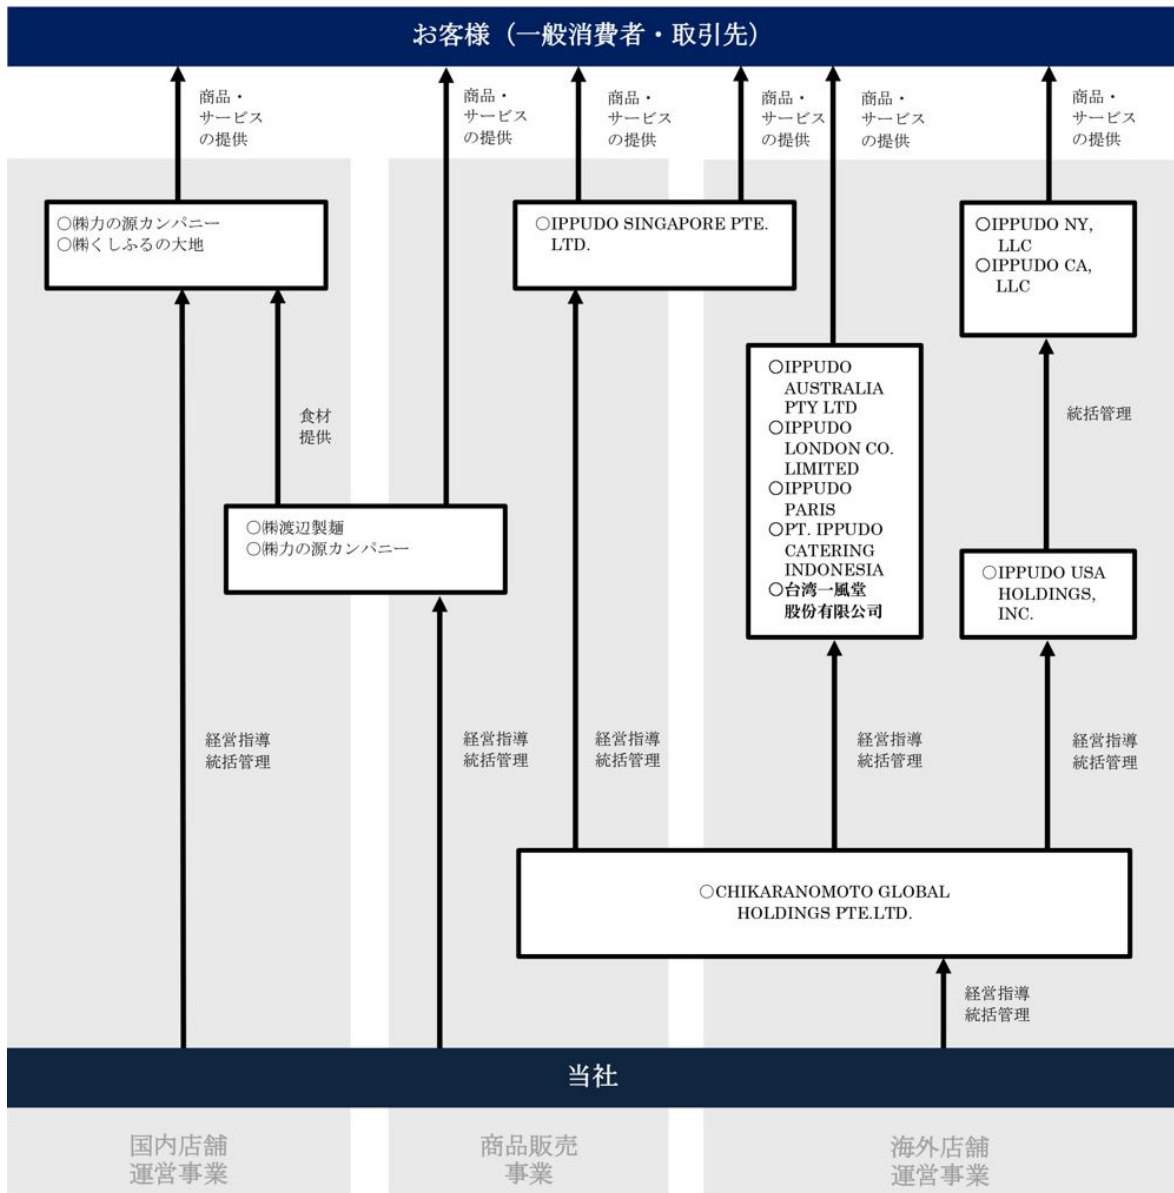 お客様（一般消費者・取引先）
商品・
サービス
の提供
商品・
サービス
の提供
商品・
サービス
の提供
商品・
サービス
の提供
商品・
サービス
の提供
商品・
サービス
の提供
○㈱力の源カンパニー
○㈱くしふるの大地
○IPPUDO SINGAPORE PTE.
LTD.
○IPPUDO NY,
LLC
○IPPUDO CA,
LLC
○IPPUDO
AUSTRALIA
PTY LTD
○IPPUDO
LONDON CO.
LIMITED
○IPPUDO
PARIS
○PT. IPPUDO
CATERING
INDONESIA
○台湾一風堂
股份有限公司
統括管理
食材
提供
○㈱渡辺製麺
○㈱力の源カンパニー
○IPPUDO USA
HOLDINGS,
INC.
経営指導
統括管理
経営指導
統括管理
経営指導
統括管理
経営指導
統括管理
経営指導
統括管理
○CHIKARANOMOTO GLOBAL
HOLDINGS PTE.LTD.
経営指導
統括管理
当社
国内店舗
運営事業
商品販売
事業
海外店舗
運営事業